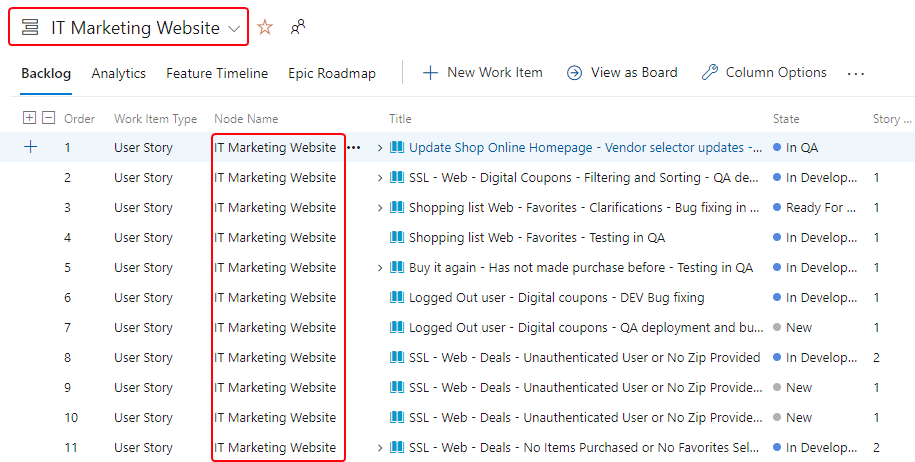 IT Marketing Website
Backlog Analytics Feature Timeline Epic Roadmap New Work Item View as Board Column Options ...
Order Work Item Type Node Name Title State Story ...
1 User Story IT Marketing Website ... Update Shop Online Homepage - Vendor selector updates -... In QA
2 User Story IT Marketing Website SSL - Web - Digital Coupons - Filtering and Sorting - QA de... In Develop... 1
3 User Story IT Marketing Website Shopping list Web - Favorites - Clarifications - Bug fixing in ... Ready For ... 1
4 User Story IT Marketing Website Shopping list Web - Favorites - Testing in QA In Develop... 1
5 User Story IT Marketing Website Buy it again - Has not made purchase before - Testing in QA In Develop... 1
6 User Story IT Marketing Website Logged Out user - Digital coupons - DEV Bug fixing In Develop... 1
7 User Story IT Marketing Website Logged Out user - Digital coupons - QA deployment and bu... New 1
8 User Story IT Marketing Website SSL - Web - Deals - Unauthenticated User or No Zip Provided In Develop... 2
9 User Story IT Marketing Website SSL - Web - Deals - Unauthenticated User or No Zip Provide... New 1
10 User Story IT Marketing Website SSL - Web - Deals - Unauthenticated User or No Zip Provide... New 1
11 User Story IT Marketing Website SSL - Web - Deals - No Items Purchased or No Favorites Sel... In Develop... 2